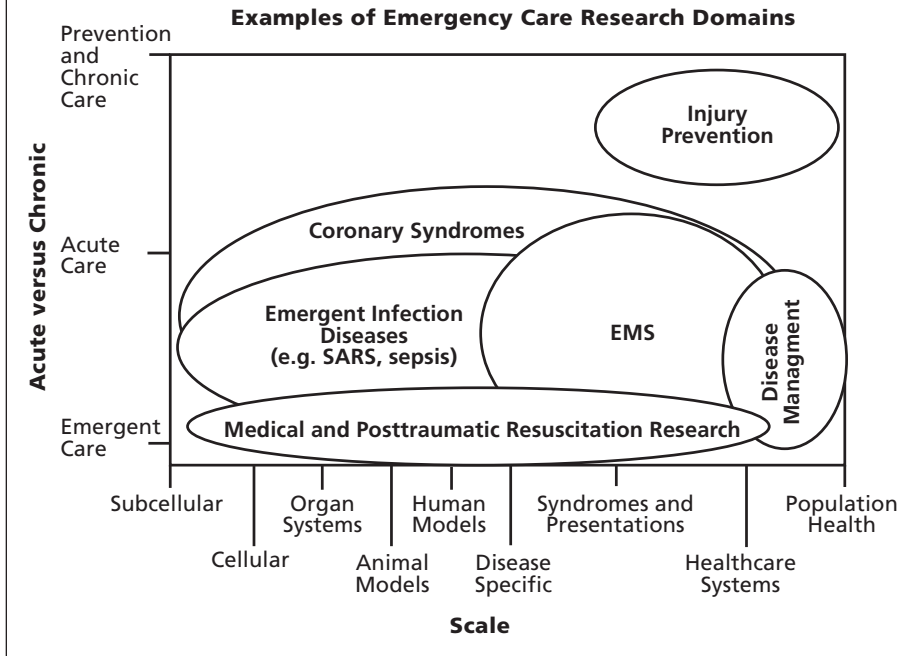 Examples of Emergency Care Research Domains
Prevention
and
Chronic
Care
Injury
Prevention
Acute versus Chronic
Coronary Syndromes
Acute
Care
Emergent Infection
Diseases
(e.g. SARS, sepsis)
EMS
Disease
Managment
Emergent
Care
Medical and Posttraumatic Resuscitation Research
Subcellular
Organ
Systems
Human
Models
Syndromes and
Presentations
Population
Health
Cellular
Animal
Models
Disease
Specific
Healthcare
Systems
Scale